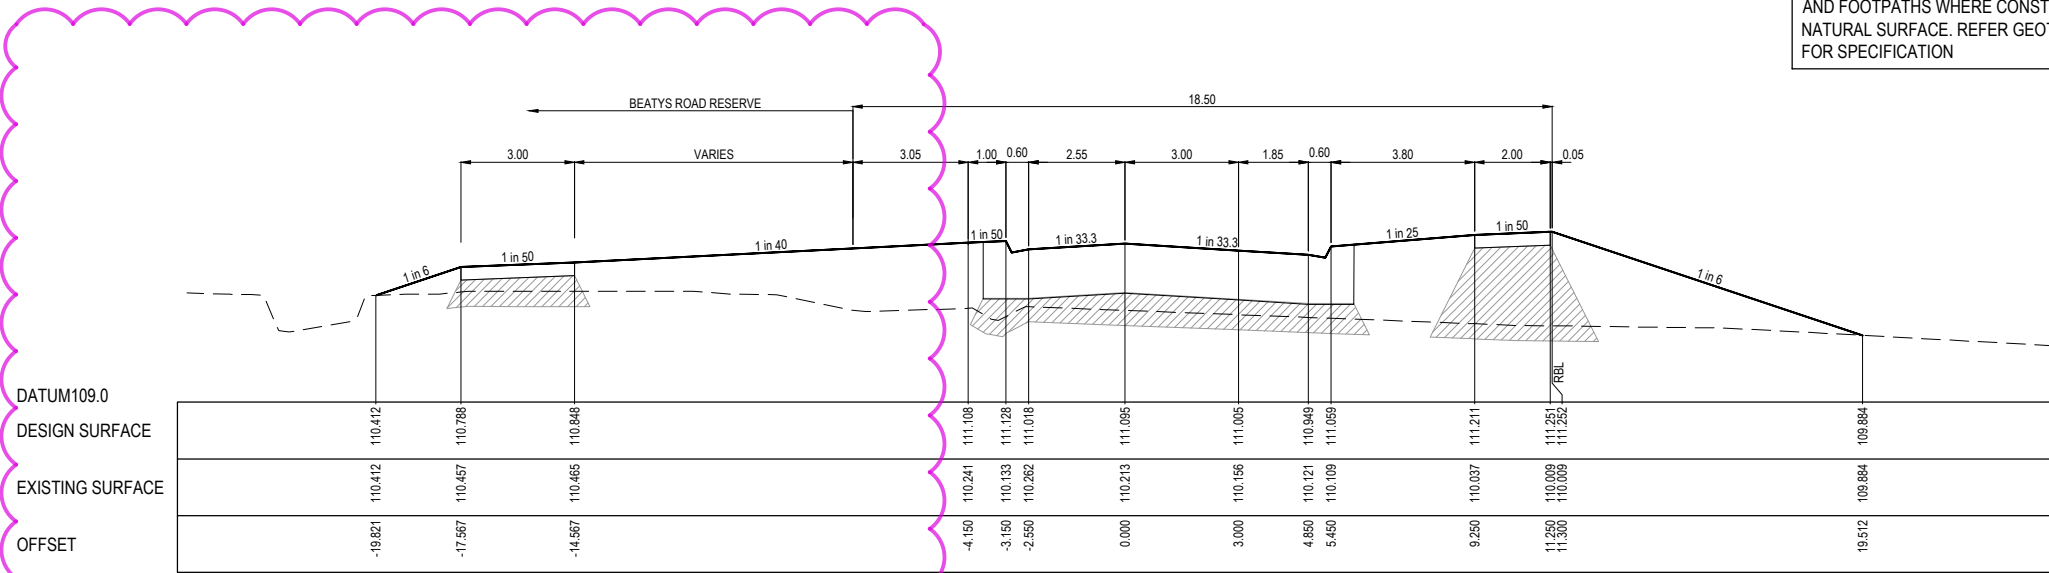 AND FOOTPATHS WHERE CONST
NATURAL SURFACE. REFER GEOT
FOR SPECIFICATION
BEATYS ROAD RESERVE
18.50
3.00 VARIES 3.05 1.00 0.60 2.55 3.00 1.85 0.60 3.80 2.00 0.05
1 in 6 1 in 50 1 in 40 1 in 50 1 in 33.3 1 in 33.3 1 in 25 1 in 50 1 in 6
RBL
DATUM109.0
DESIGN SURFACE 110.412 110.788 110.848 111.108 111.128 111.018 111.095 111.005 110.949 111.059 111.211 111.251 111.252 109.884
EXISTING SURFACE 110.412 110.457 110.465 110.241 110.133 110.262 110.213 110.156 110.121 110.109 110.037 110.009 110.009 109.884
OFFSET -19.821 -17.567 -14.567 -4.150 -3.150 -2.550 0.000 3.000 4.850 5.450 9.250 11.250 11.300 19.512